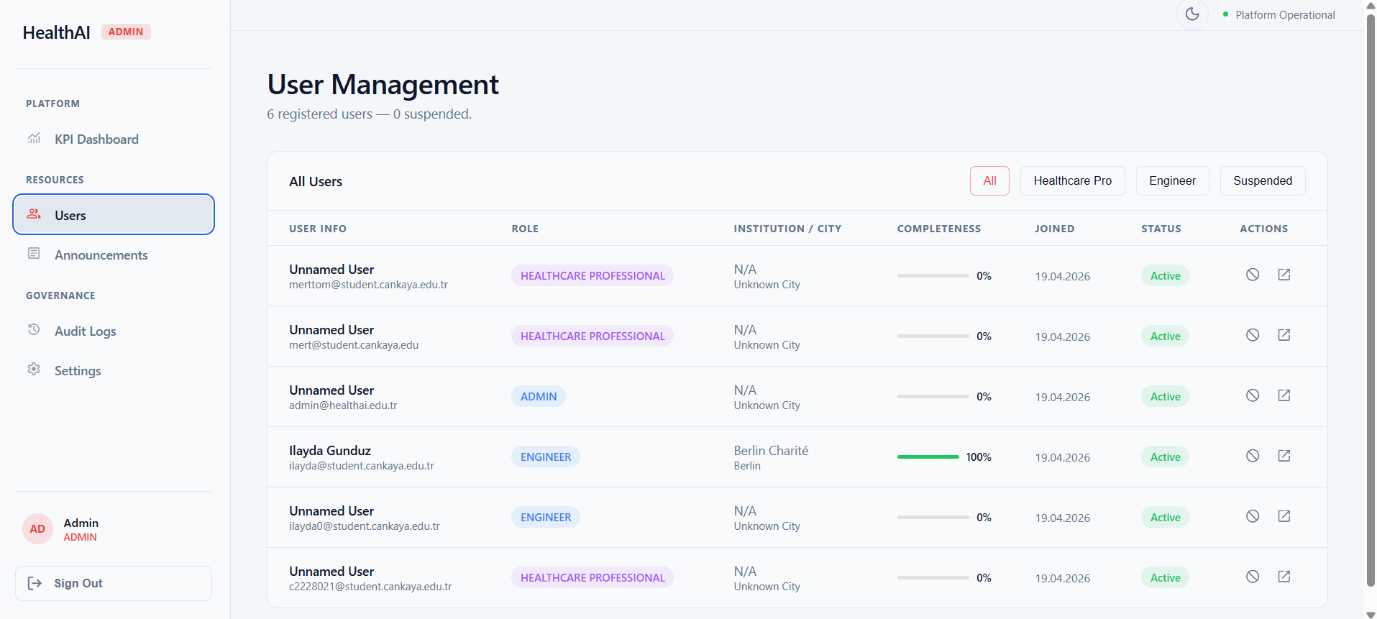 HealthAI ADMIN
Platform Operational
PLATFORM
KPI Dashboard
RESOURCES
Users
Announcements
GOVERNANCE
Audit Logs
Settings
AD
Admin
ADMIN
Sign Out
User Management
6 registered users — 0 suspended.
All Users
All Healthcare Pro Engineer Suspended
USER INFO ROLE INSTITUTION / CITY COMPLETENESS JOINED STATUS ACTIONS
Unnamed User
merttom@student.cankaya.edu.tr
HEALTHCARE PROFESSIONAL
N/A
Unknown City
0% 19.04.2026 Active
Unnamed User
mert@student.cankaya.edu
HEALTHCARE PROFESSIONAL
N/A
Unknown City
0% 19.04.2026 Active
Unnamed User
admin@healthai.edu.tr
ADMIN
N/A
Unknown City
0% 19.04.2026 Active
Ilayda Gunduz
ilayda@student.cankaya.edu.tr
ENGINEER
Berlin Charité
Berlin
100% 19.04.2026 Active
Unnamed User
ilayda0@student.cankaya.edu.tr
ENGINEER
N/A
Unknown City
0% 19.04.2026 Active
Unnamed User
c2228021@student.cankaya.edu.tr
HEALTHCARE PROFESSIONAL
N/A
Unknown City
0% 19.04.2026 Active